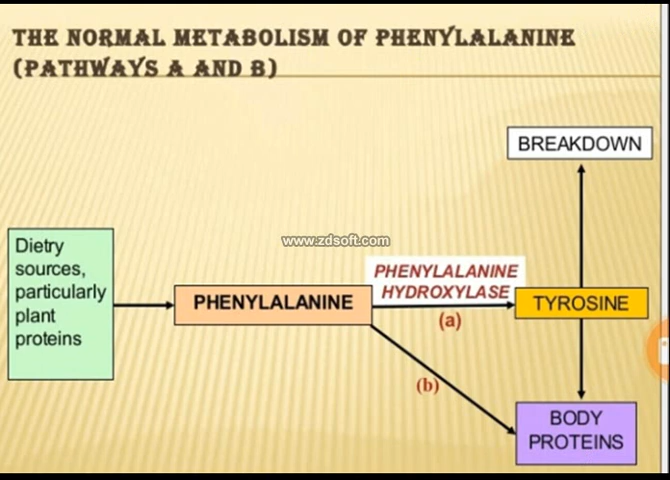 THE NORMAL METABOLISM OF PHENYLALANINE
(PATHWAYS A AND B)
BREAKDOWN
www.zdsoft.com
Dietry
sources,
particularly
plant
proteins
PHENYLALANINE
PHENYLALANINE
HYDROXYLASE
(a)
TYROSINE
(b)
BODY
PROTEINS